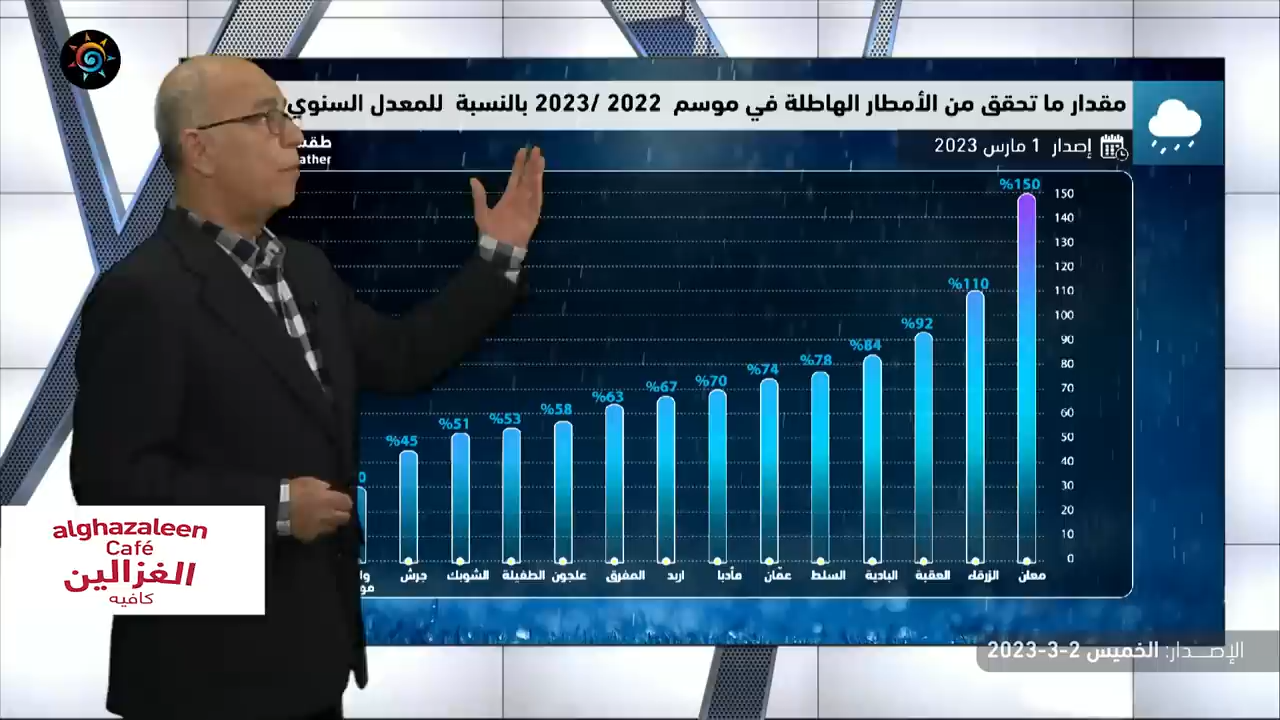 مقدار ما تحقق من الأمطار الهاطلة في موسم 2022 /2023 بالنسبة للمعدل السنوي
إصدار 1 مارس 2023
طقس
ather
%150
%110
%92
%84
%78
%74
%70
%67
%63
%58
%53
%51
%45
0
150
140
130
120
110
100
90
80
70
60
50
40
30
20
10
0
معان
الزرقاء
العقبة
البادية
السلط
عمّان
مأدبا
اربد
المفرق
عجلون
الطفيلة
الشوبك
جرش
alghazaleen
Café
الغزالين
كافيه
الإصدار: الخميس 2-3-2023